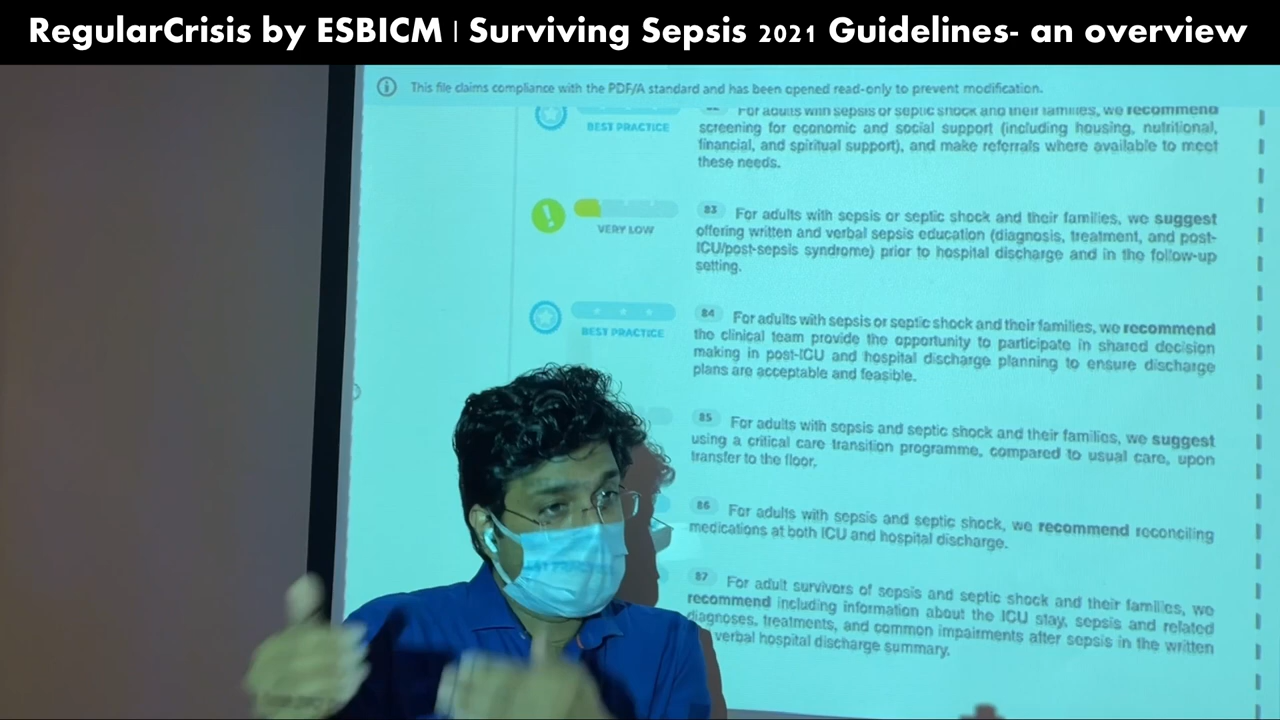 RegularCrisis by ESBICM | Surviving Sepsis 2021 Guidelines- an overview
This file claims compliance with the PDF/A standard and has been opened read-only to prevent modification.
For adults with sepsis or septic shock and their families, we recommend
BEST PRACTICE
screening for economic and social support (including housing, nutritional,
financial, and spiritual support), and make referrals where available to meet
these needs.
83 For adults with sepsis or septic shock and their families, we suggest
VERY LOW
offering written and verbal sepsis education (diagnosis, treatment, and post-
ICU/post-sepsis syndrome) prior to hospital discharge and in the follow-up
setting.
84 For adults with sepsis or septic shock and their families, we recommend
BEST PRACTICE
the clinical team provide the opportunity to participate in shared decision
making in post-ICU and hospital discharge planning to ensure discharge
plans are acceptable and feasible.
85 For adults with sepsis and septic shock and their families, we suggest
using a critical care transition programme, compared to usual care, upon
transfer to the floor.
86 For adults with sepsis and septic shock, we recommend reconciling
medications at both ICU and hospital discharge.
BEST PRACTICE
87 For adult survivors of sepsis and septic shock and their families, we
recommend including information about the ICU stay, sepsis and related
diagnoses, treatments, and common impairments after sepsis in the written
verbal hospital discharge summary.